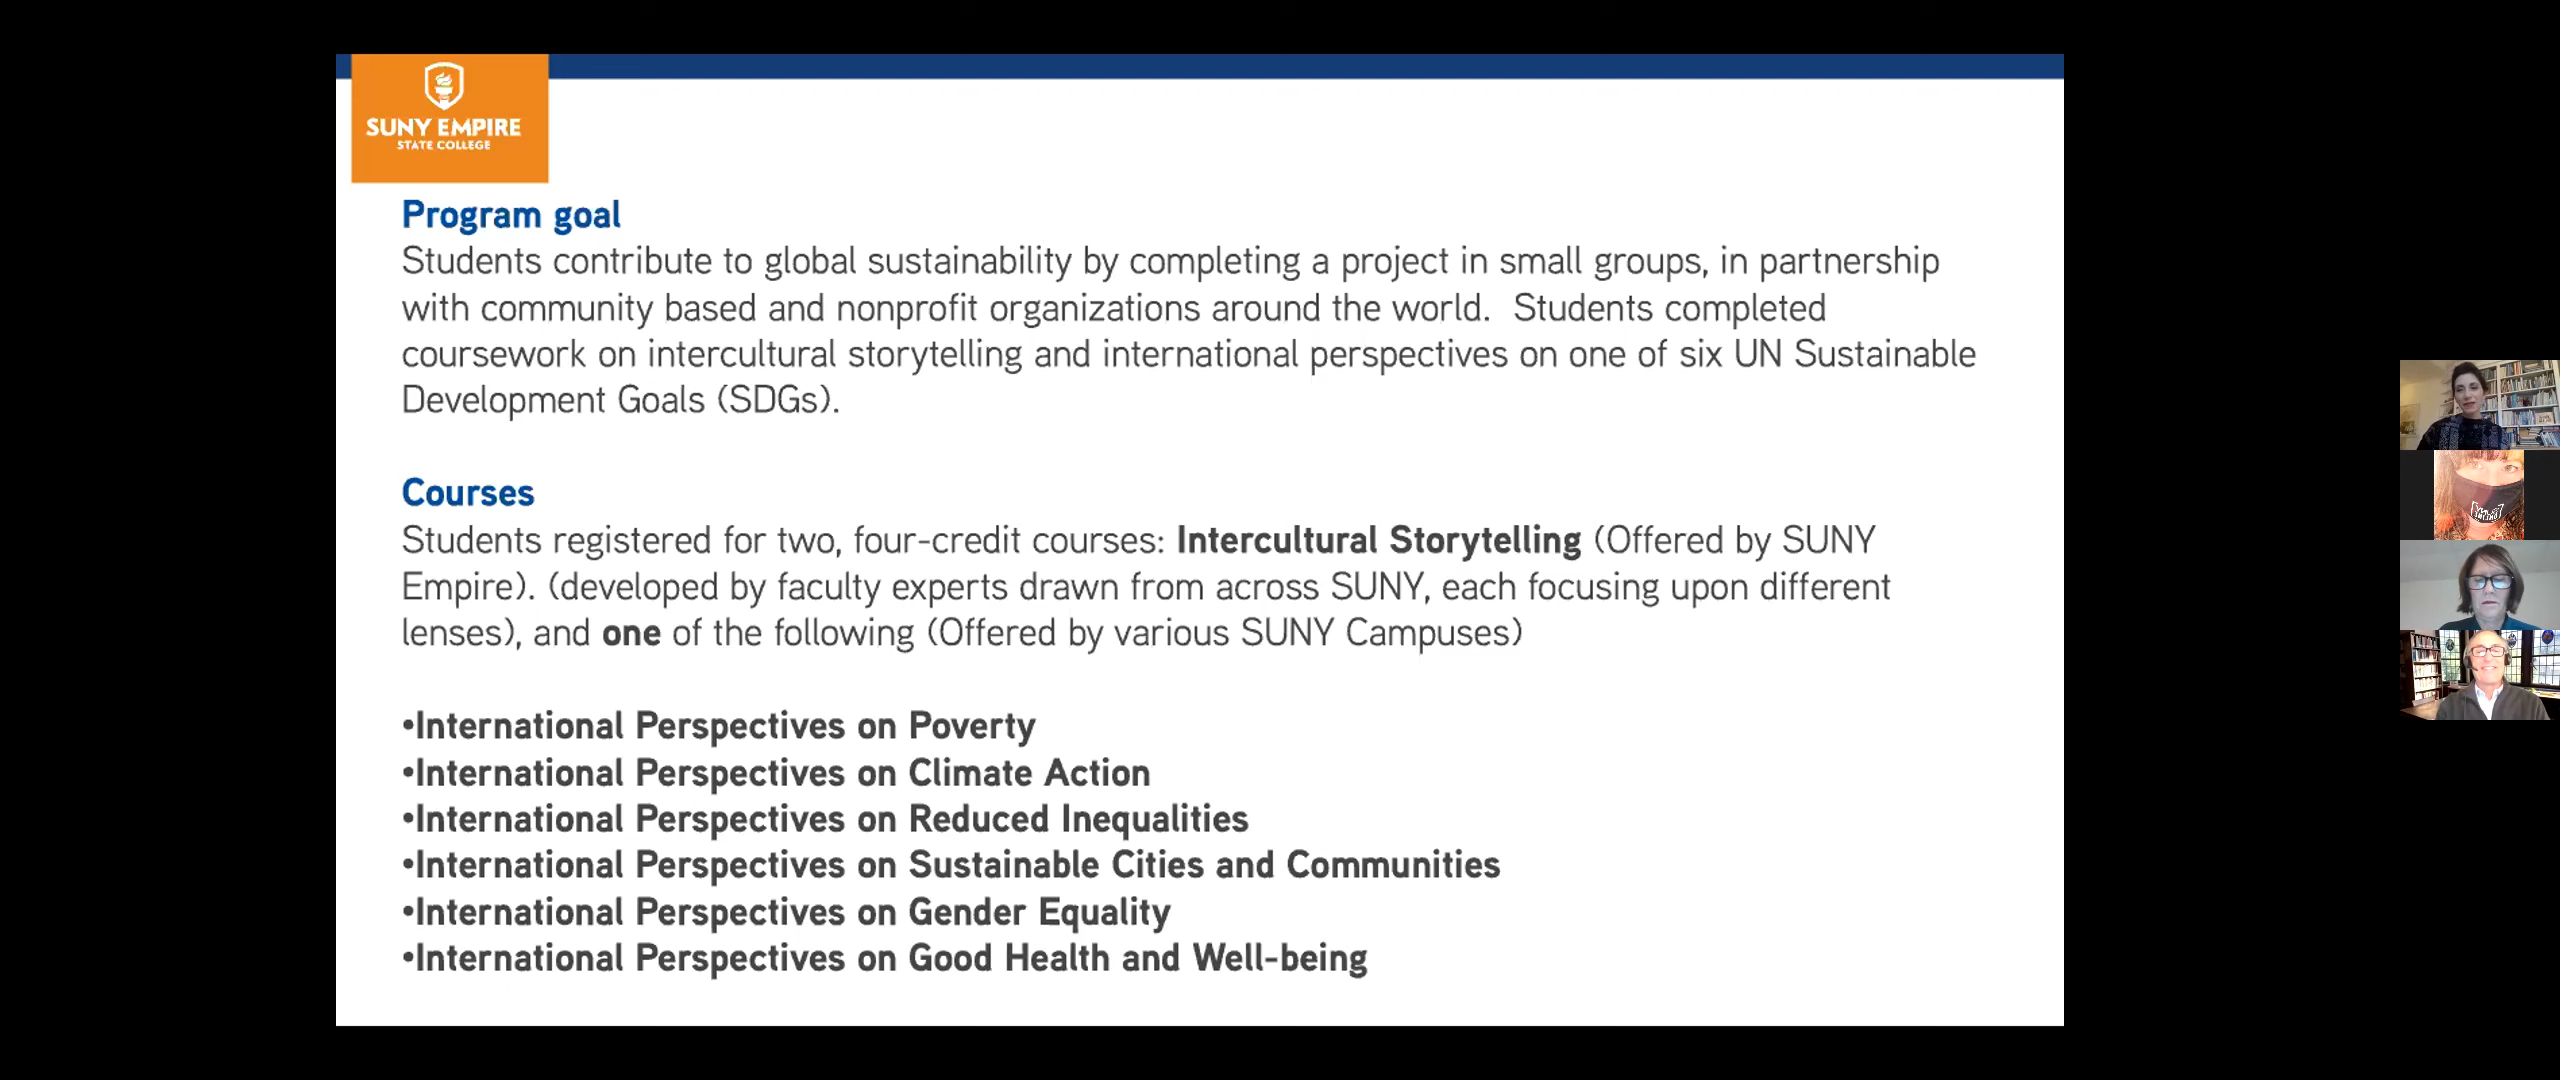 SUNY EMPIRE
STATE COLLEGE
Program goal
Students contribute to global sustainability by completing a project in small groups, in partnership
with community based and nonprofit organizations around the world.  Students completed
coursework on intercultural storytelling and international perspectives on one of six UN Sustainable
Development Goals (SDGs).
Courses
Students registered for two, four-credit courses: Intercultural Storytelling (Offered by SUNY
Empire). (developed by faculty experts drawn from across SUNY, each focusing upon different
lenses), and one of the following (Offered by various SUNY Campuses)
•International Perspectives on Poverty
•International Perspectives on Climate Action
•International Perspectives on Reduced Inequalities
•International Perspectives on Sustainable Cities and Communities
•International Perspectives on Gender Equality
•International Perspectives on Good Health and Well-being